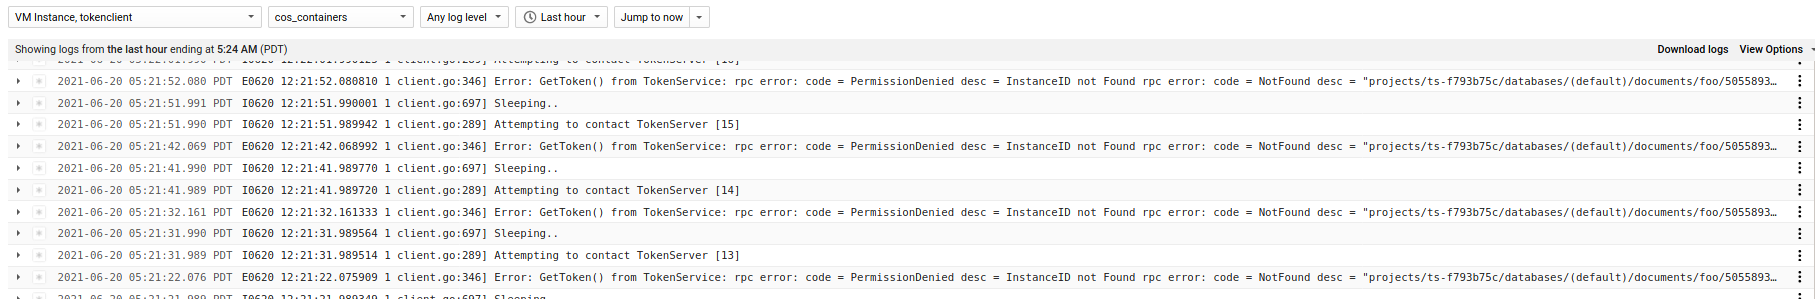 VM Instance, tokenclient cos_containers Any log level Last hour Jump to now
Showing logs from the last hour ending at 5:24 AM (PDT) Download logs View Options
2021-06-20 05:21:52.080 PDT E0620 12:21:52.080810 1 client.go:346] Error: GetToken() from TokenService: rpc error: code = PermissionDenied desc = InstanceID not Found rpc error: code = NotFound desc = "projects/ts-f793b75c/databases/(default)/documents/foo/5055893…
2021-06-20 05:21:51.991 PDT I0620 12:21:51.990001 1 client.go:697] Sleeping..
2021-06-20 05:21:51.990 PDT I0620 12:21:51.989942 1 client.go:289] Attempting to contact TokenServer [15]
2021-06-20 05:21:42.069 PDT E0620 12:21:42.068992 1 client.go:346] Error: GetToken() from TokenService: rpc error: code = PermissionDenied desc = InstanceID not Found rpc error: code = NotFound desc = "projects/ts-f793b75c/databases/(default)/documents/foo/5055893…
2021-06-20 05:21:41.990 PDT I0620 12:21:41.989770 1 client.go:697] Sleeping..
2021-06-20 05:21:41.989 PDT I0620 12:21:41.989720 1 client.go:289] Attempting to contact TokenServer [14]
2021-06-20 05:21:32.161 PDT E0620 12:21:32.161333 1 client.go:346] Error: GetToken() from TokenService: rpc error: code = PermissionDenied desc = InstanceID not Found rpc error: code = NotFound desc = "projects/ts-f793b75c/databases/(default)/documents/foo/5055893…
2021-06-20 05:21:31.990 PDT I0620 12:21:31.989564 1 client.go:697] Sleeping..
2021-06-20 05:21:31.989 PDT I0620 12:21:31.989514 1 client.go:289] Attempting to contact TokenServer [13]
2021-06-20 05:21:22.076 PDT E0620 12:21:22.075909 1 client.go:346] Error: GetToken() from TokenService: rpc error: code = PermissionDenied desc = InstanceID not Found rpc error: code = NotFound desc = "projects/ts-f793b75c/databases/(default)/documents/foo/5055893…